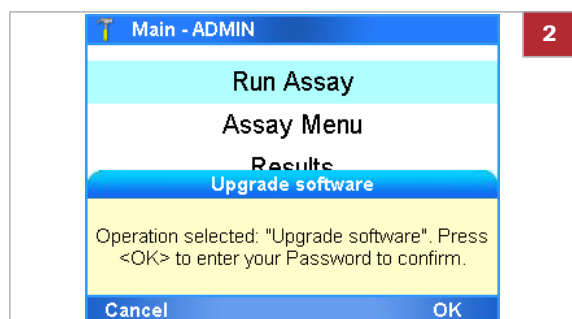 Main - ADMIN
2
Run Assay
Assay Menu
Results
Upgrade software
Operation selected: "Upgrade software". Press
<OK> to enter your Password to confirm.
Cancel OK